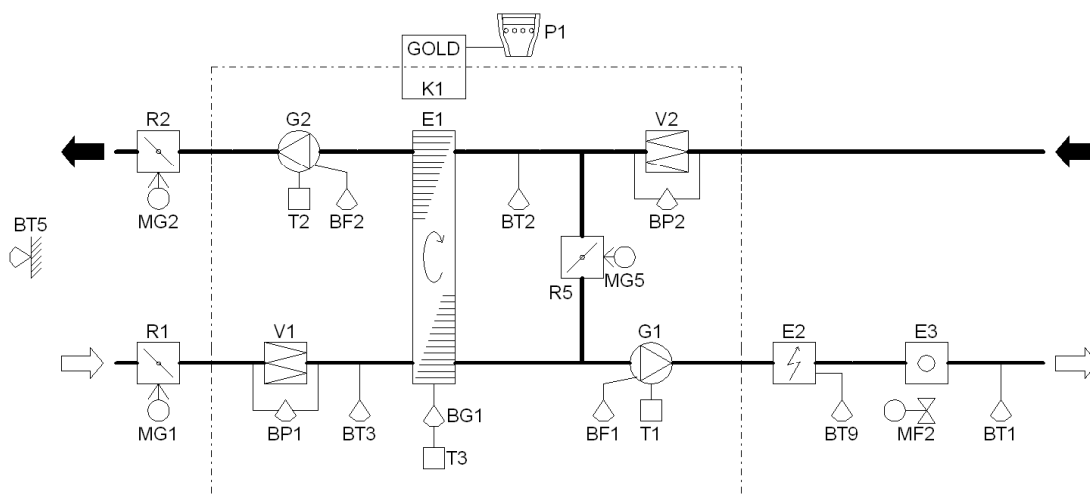 GOLD
P1
K1
R2
G2
E1
V2
MG2
T2
BF2
BT2
BP2
BT5
R5
MG5
R1
V1
G1
E2
E3
MG1
BP1
BT3
BG1
BF1
T1
BT9
MF2
BT1
T3